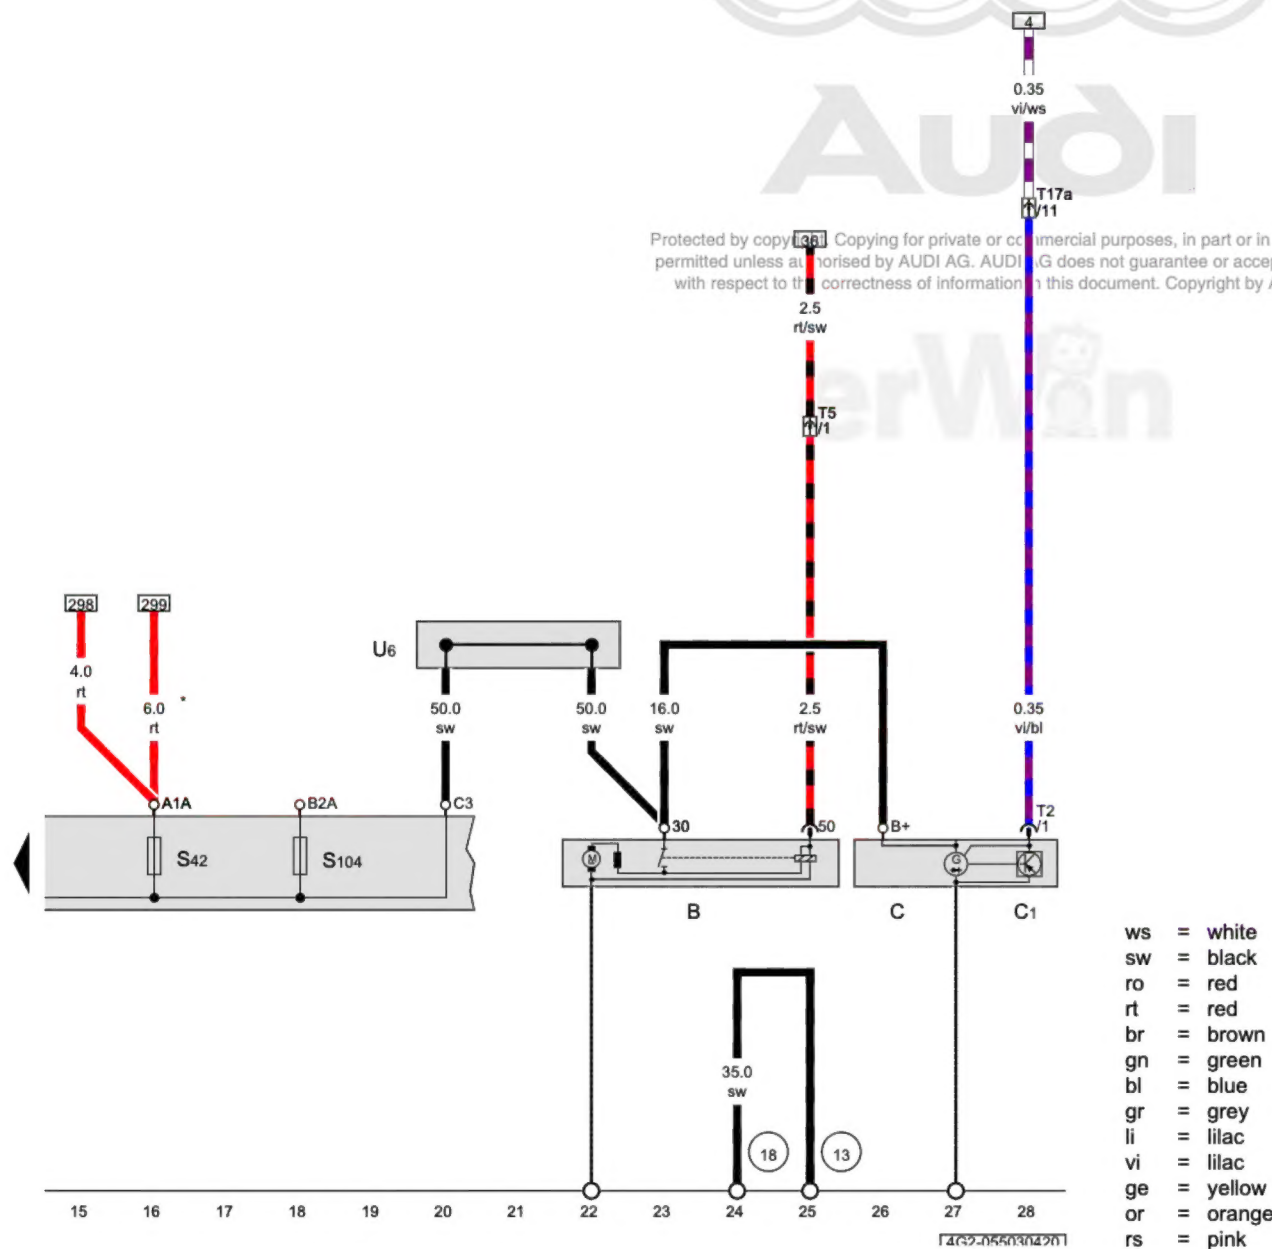 4
Audi
0.35
vi/ws
T17a
/11
36
Protected by copyright. Copying for private or commercial purposes, in part or in
permitted unless authorised by AUDI AG. AUDI AG does not guarantee or accep
with respect to the correctness of information in this document. Copyright by A
2.5
rt/sw
erWin
T5
/1
298
299
U6
4.0
rt
6.0
rt
*
50.0
sw
50.0
sw
16.0
sw
2.5
rt/sw
0.35
vi/bl
A1A
B2A
C3
30
50
B+
T2
/1
S42
S104
M
G
B
C
C1
ws = white
sw = black
ro = red
rt = red
br = brown
gn = green
bl = blue
gr = grey
li = lilac
vi = lilac
ge = yellow
or = orange
rs = pink
35.0
sw
18
13
15 16 17 18 19 20 21 22 23 24 25 26 27 28
4G2-055030420